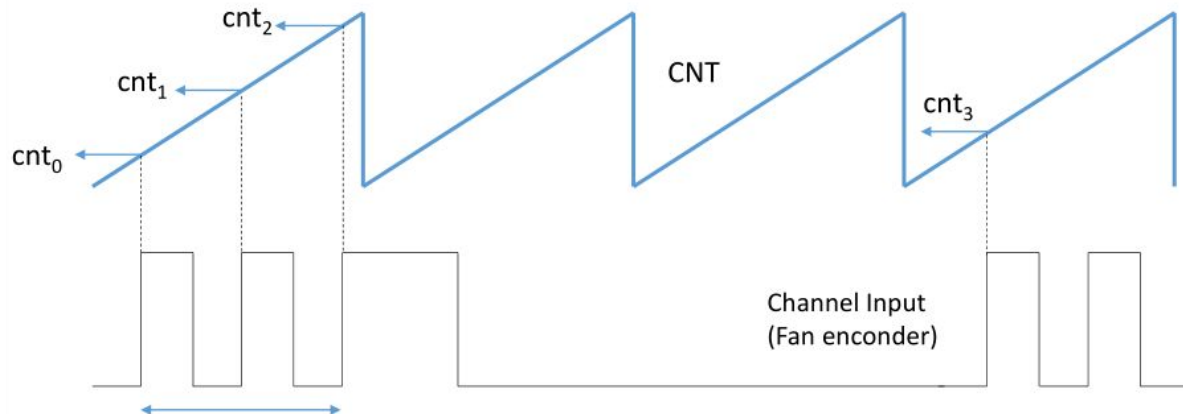 cnt₂
cnt₁
CNT
cnt₃
cnt₀
Channel Input
(Fan enconder)